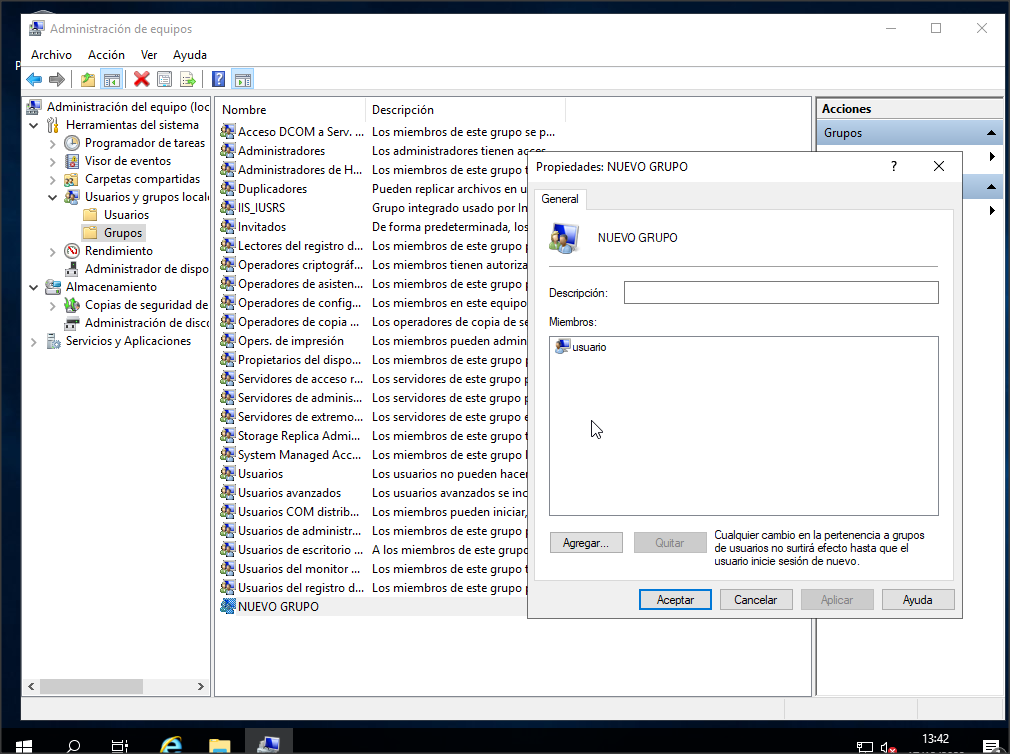 Administración de equipos
Archivo Acción Ver Ayuda
Administración del equipo (loc
Herramientas del sistema
Programador de tareas
Visor de eventos
Carpetas compartidas
Usuarios y grupos locale
Usuarios
Grupos
Rendimiento
Administrador de dispo
Almacenamiento
Copias de seguridad de
Administración de disco
Servicios y Aplicaciones
Nombre Descripción
Acceso DCOM a Serv. ... Los miembros de este grupo se p...
Administradores Los administradores tienen acces
Administradores de H... Los miembros de este grupo t
Duplicadores Pueden replicar archivos en u
IIS_IUSRS Grupo integrado usado por In
Invitados De forma predeterminada, los
Lectores del registro d... Los miembros de este grupo p
Operadores criptográf... Los miembros tienen autoriza
Operadores de asisten... Los miembros de este grupo p
Operadores de config... Los miembros en este equipo
Operadores de copia ... Los operadores de copia de se
Opers. de impresión Los miembros pueden admin
Propietarios del dispo... Los miembros de este grupo p
Servidores de acceso r... Los servidores de este grupo p
Servidores de adminis... Los servidores de este grupo p
Servidores de extremo... Los servidores de este grupo e
Storage Replica Admi... Los miembros de este grupo t
System Managed Acc... Los miembros de este grupo l
Usuarios Los usuarios no pueden hacer
Usuarios avanzados Los usuarios avanzados se inc
Usuarios COM distrib... Los miembros pueden iniciar,
Usuarios de administr... Los miembros de este grupo p
Usuarios de escritorio ... A los miembros de este grupo
Usuarios del monitor ... Los miembros de este grupo t
Usuarios del registro d... Los miembros de este grupo p
NUEVO GRUPO
Acciones
Grupos
Propiedades: NUEVO GRUPO ?
General
NUEVO GRUPO
Descripción:
Miembros:
usuario
Agregar... Quitar
Cualquier cambio en la pertenencia a grupos
de usuarios no surtirá efecto hasta que el
usuario inicie sesión de nuevo.
Aceptar Cancelar Aplicar Ayuda
13:42